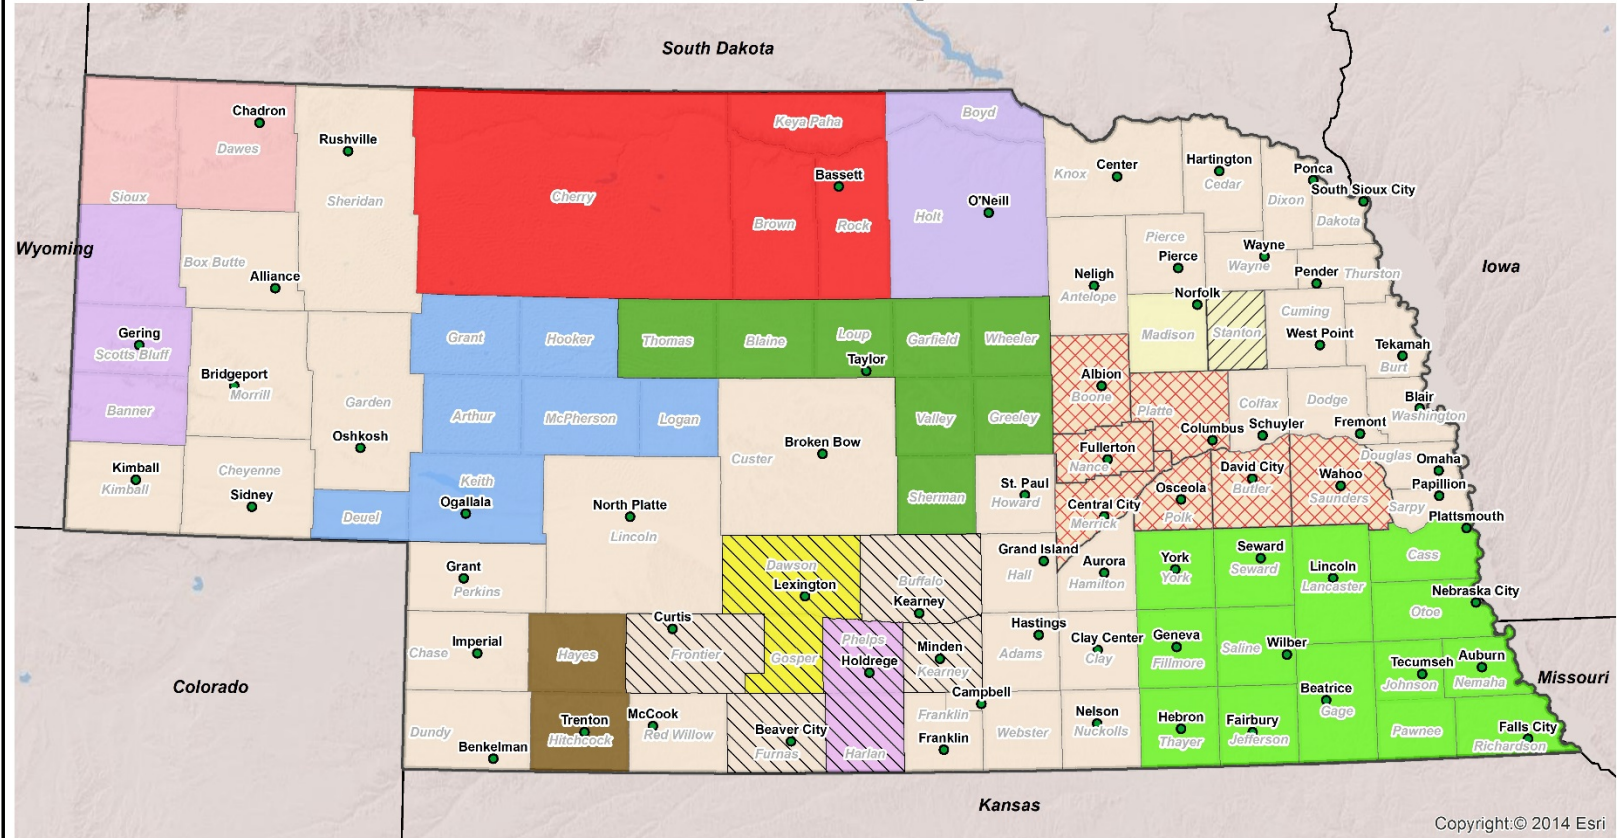 South Dakota
Chadron
Dawes
Sioux
Rushville
Sheridan
Cherry
Keya Paha
Bassett
Brown
Rock
Boyd
O'Neill
Holt
Knox
Center
Hartington
Cedar
Ponca
Dixon
South Sioux City
Dakota
Wyoming
Box Butte
Alliance
Pierce
Pierce
Wayne
Wayne
Pender
Thurston
Iowa
Neligh
Antelope
Norfolk
Madison
Stanton
Cuming
West Point
Tekamah
Burt
Gering
Scotts Bluff
Grant
Hooker
Thomas
Blaine
Loup
Taylor
Garfield
Wheeler
Bridgeport
Morrill
Banner
Garden
Oshkosh
Arthur
McPherson
Logan
Valley
Greeley
Albion
Boone
Platte
Columbus
Colfax
Schuyler
Dodge
Fremont
Blair
Washington
Kimball
Kimball
Cheyenne
Sidney
Deuel
Keith
Ogallala
North Platte
Lincoln
Broken Bow
Custer
Sherman
St. Paul
Howard
Fullerton
Nance
Central City
Merrick
Osceola
Polk
David City
Butler
Wahoo
Saunders
Douglas
Omaha
Papillion
Sarpy
Plattsmouth
Grant
Perkins
Dawson
Lexington
Buffalo
Kearney
Grand Island
Hall
Aurora
Hamilton
York
York
Seward
Seward
Lincoln
Lancaster
Cass
Nebraska City
Otoe
Colorado
Imperial
Chase
Hayes
Curtis
Frontier
Gosper
Phelps
Holdrege
Minden
Kearney
Hastings
Adams
Clay Center
Clay
Geneva
Fillmore
Saline
Wilber
Tecumseh
Johnson
Auburn
Nemaha
Missouri
Dundy
Benkelman
Trenton
Hitchcock
McCook
Red Willow
Beaver City
Furnas
Harlan
Campbell
Franklin
Franklin
Webster
Nelson
Nuckolls
Hebron
Thayer
Fairbury
Jefferson
Beatrice
Gage
Pawnee
Falls City
Richardson
Kansas
Copyright:© 2014 Esri